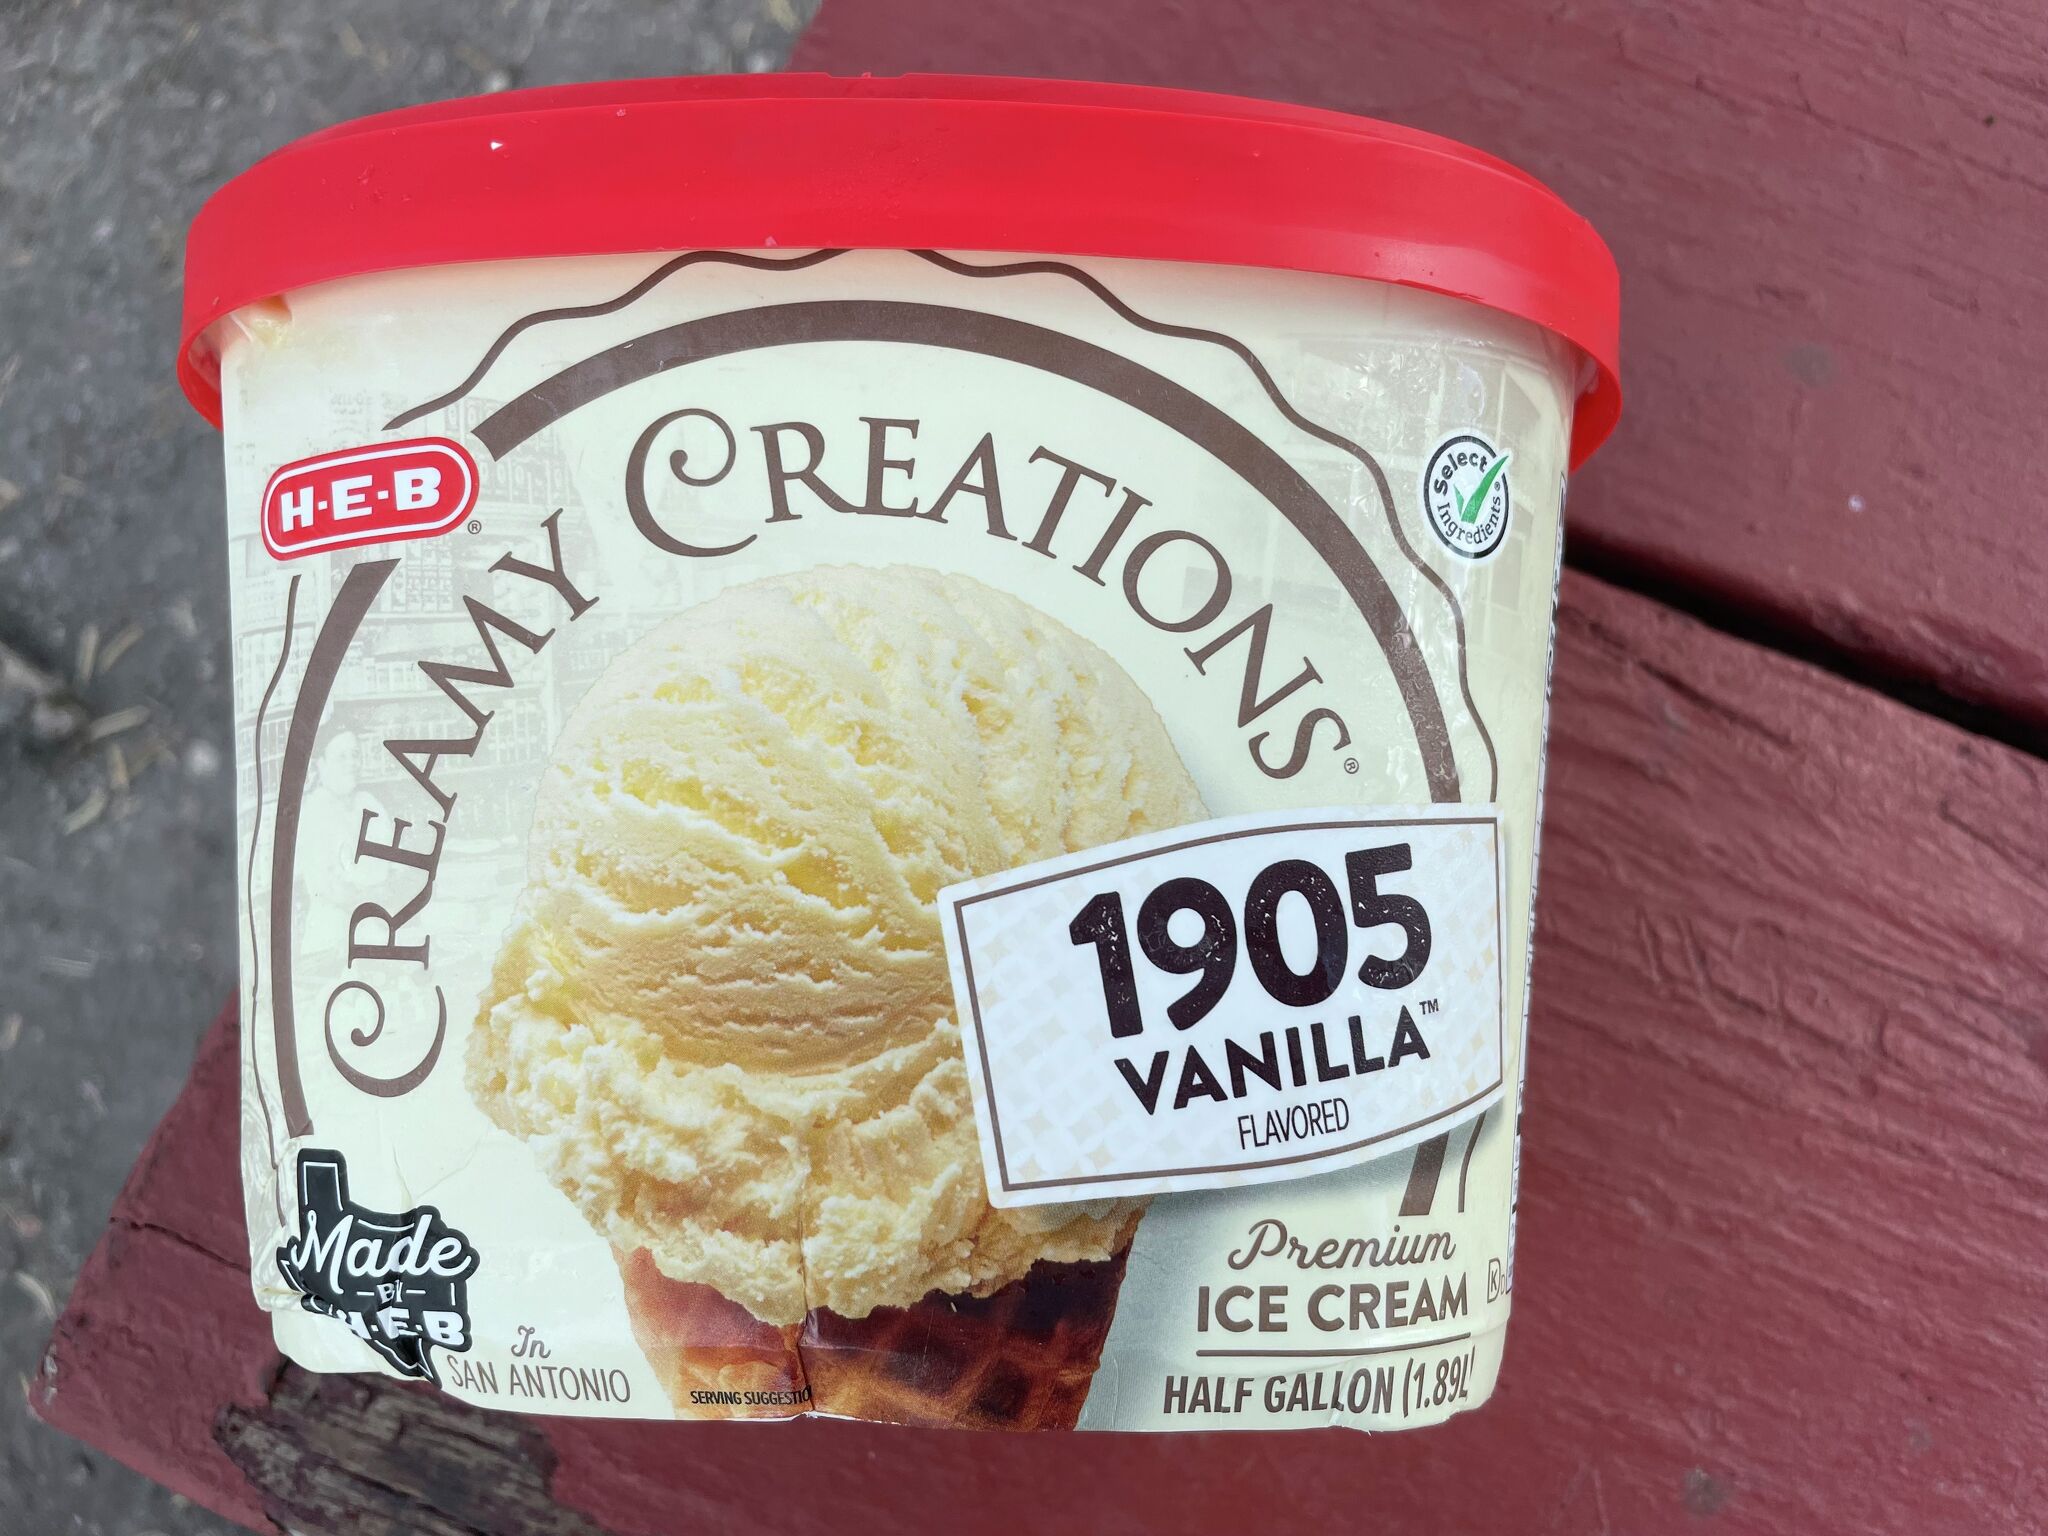 H-E-B®
CREAMY CREATIONS®
Select
Ingredients®
1905
VANILLA™
FLAVORED
Premium
ICE CREAM
HALF GALLON (1.89L)
Made
-BY-
H-E-B
In
SAN ANTONIO
SERVING SUGGESTIO